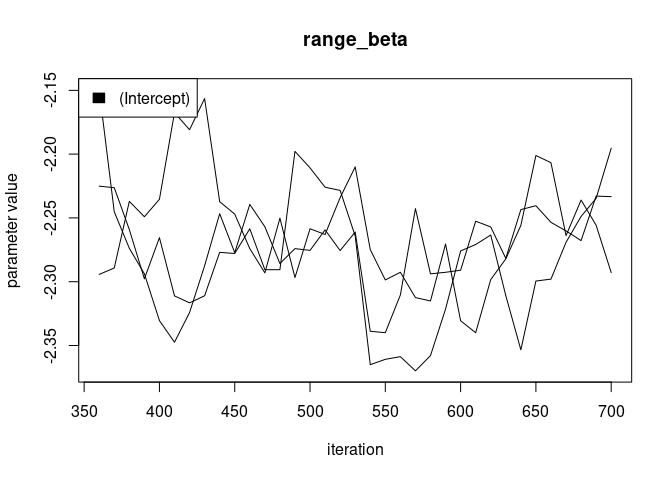 range_beta
(Intercept)
-2.15
-2.20
-2.25
-2.30
-2.35
parameter value
350 400 450 500 550 600 650 700
iteration